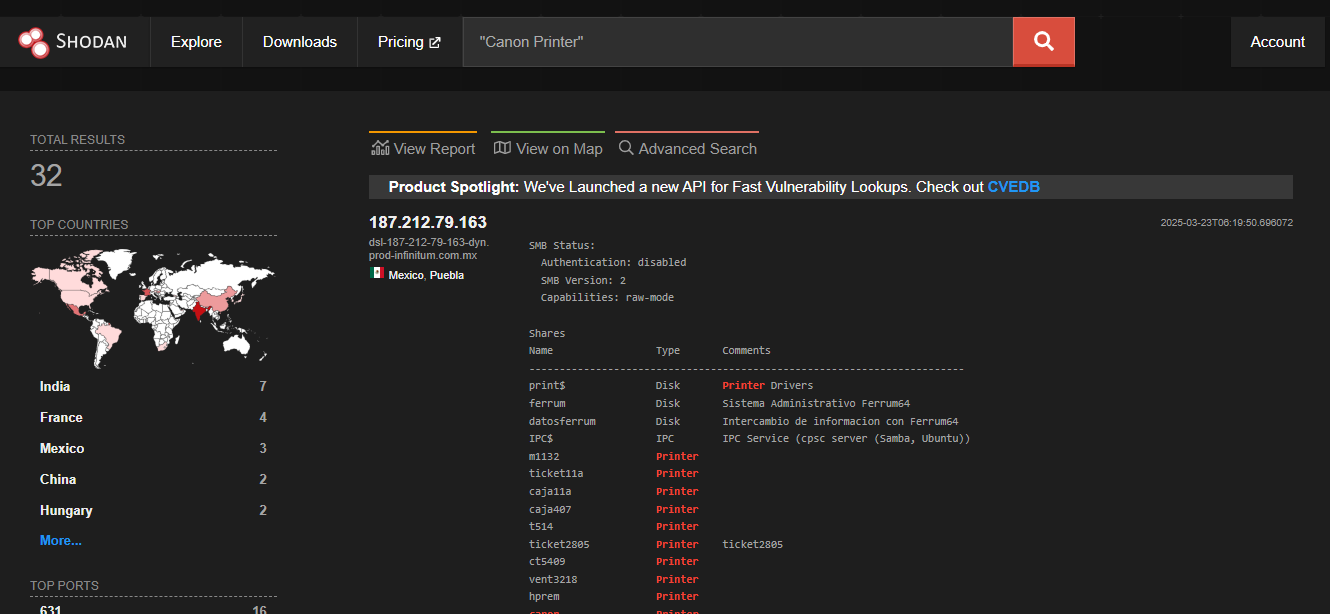 SHODAN Explore Downloads Pricing "Canon Printer" Account
TOTAL RESULTS
32
TOP COUNTRIES
India 7
France 4
Mexico 3
China 2
Hungary 2
More...
TOP PORTS
631 16
View Report View on Map Advanced Search
Product Spotlight: We've Launched a new API for Fast Vulnerability Lookups. Check out CVEDB
187.212.79.163
dsl-187-212-79-163-dyn.
prod-infinitum.com.mx
Mexico, Puebla
2025-03-23T06:19:50.696072
SMB Status:
Authentication: disabled
SMB Version: 2
Capabilities: raw-mode
Shares
Name Type Comments
------------------------------------------------------------------------
print$ Disk Printer Drivers
ferrum Disk Sistema Administrativo Ferrum64
datosferrum Disk Intercambio de informacion con Ferrum64
IPC$ IPC IPC Service (cpsc server (Samba, Ubuntu))
m1132 Printer
ticket11a Printer
caja11a Printer
caja407 Printer
t514 Printer
ticket2805 Printer ticket2805
ct5409 Printer
vent3218 Printer
hprem Printer
canon Printer